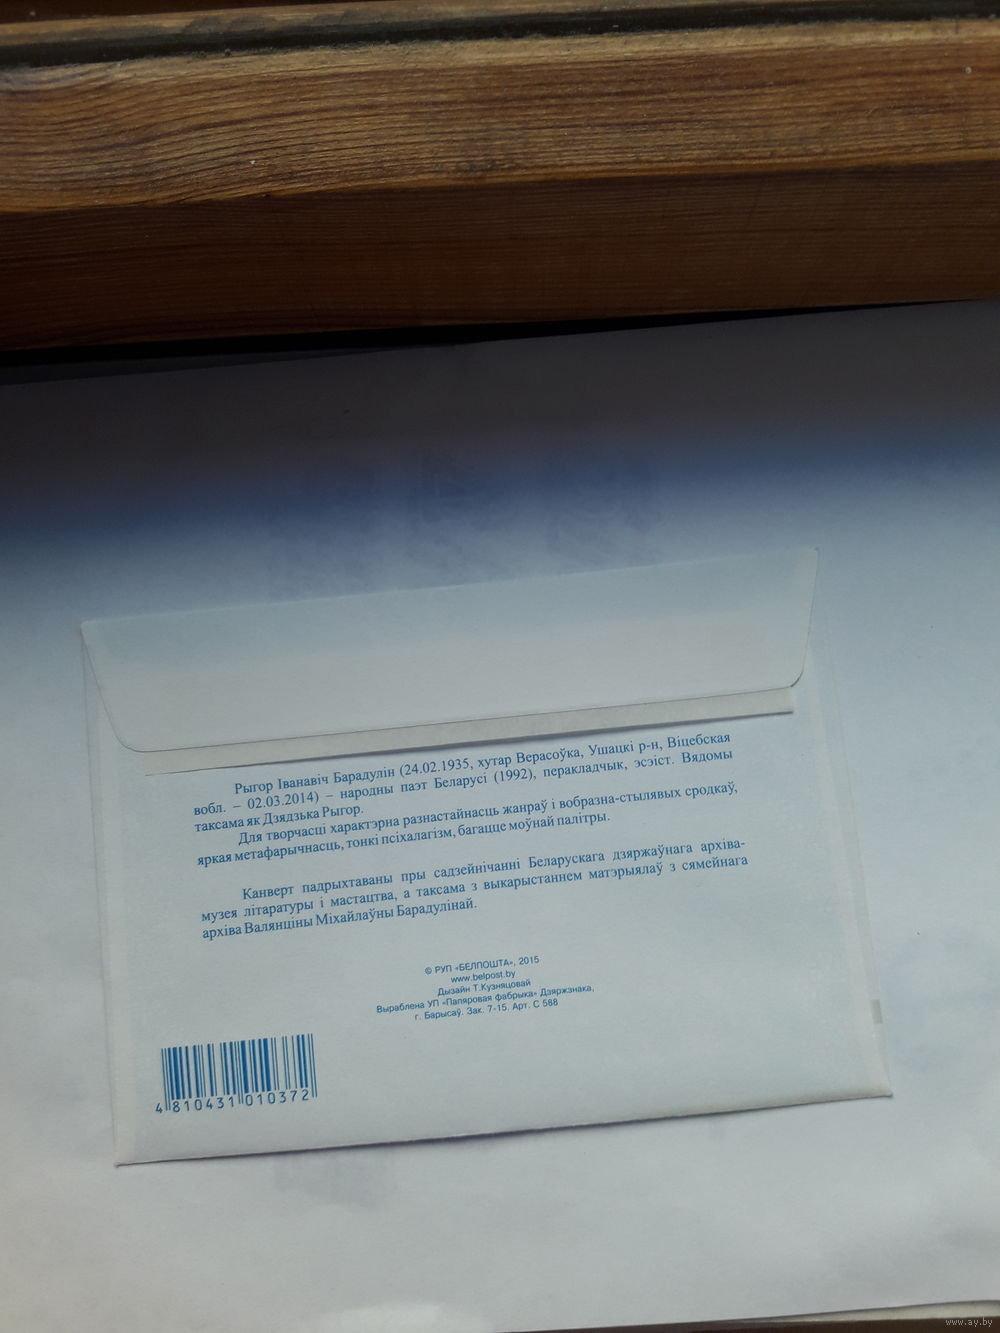 Рыгор Іванавіч Барадулін (24.02.1935, хутар Верасоўка, Ушацкі р-н, Віцебская
вобл. – 02.03.2014) – народны паэт Беларусі (1992), перакладчык, эсэіст. Вядомы
таксама як Дзядзька Рыгор.
Для творчасці характэрна разнастайнасць жанраў і вобразна-стылявых сродкаў,
яркая метафарычнасць, тонкі псіхалагізм, багацце моўнай палітры.
Канверт падрыхтаваны пры садзейнічанні Беларускага дзяржаўнага архіва-
музея літаратуры і мастацтва, а таксама з выкарыстаннем матэрыялаў з сямейнага
архіва Валянціны Міхайлаўны Барадулінай.
© РУП «БЕЛПОШТА», 2015
www.belpost.by
Дызайн Т.Кузняцовай
Выраблена УП «Папяровая фабрыка» Дзяржзнака,
г. Барысаў. Зак. 7-15. Арт. С 588
4 810431 010372
www.ay.by